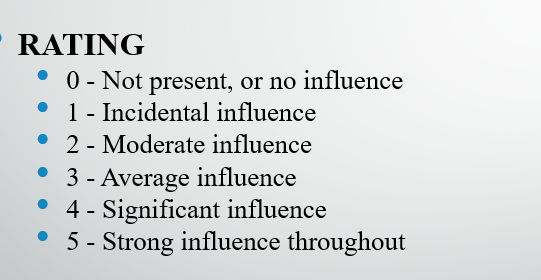 RATING
0 - Not present, or no influence
1 - Incidental influence
2 - Moderate influence
3 - Average influence
4 - Significant influence
5 - Strong influence throughout